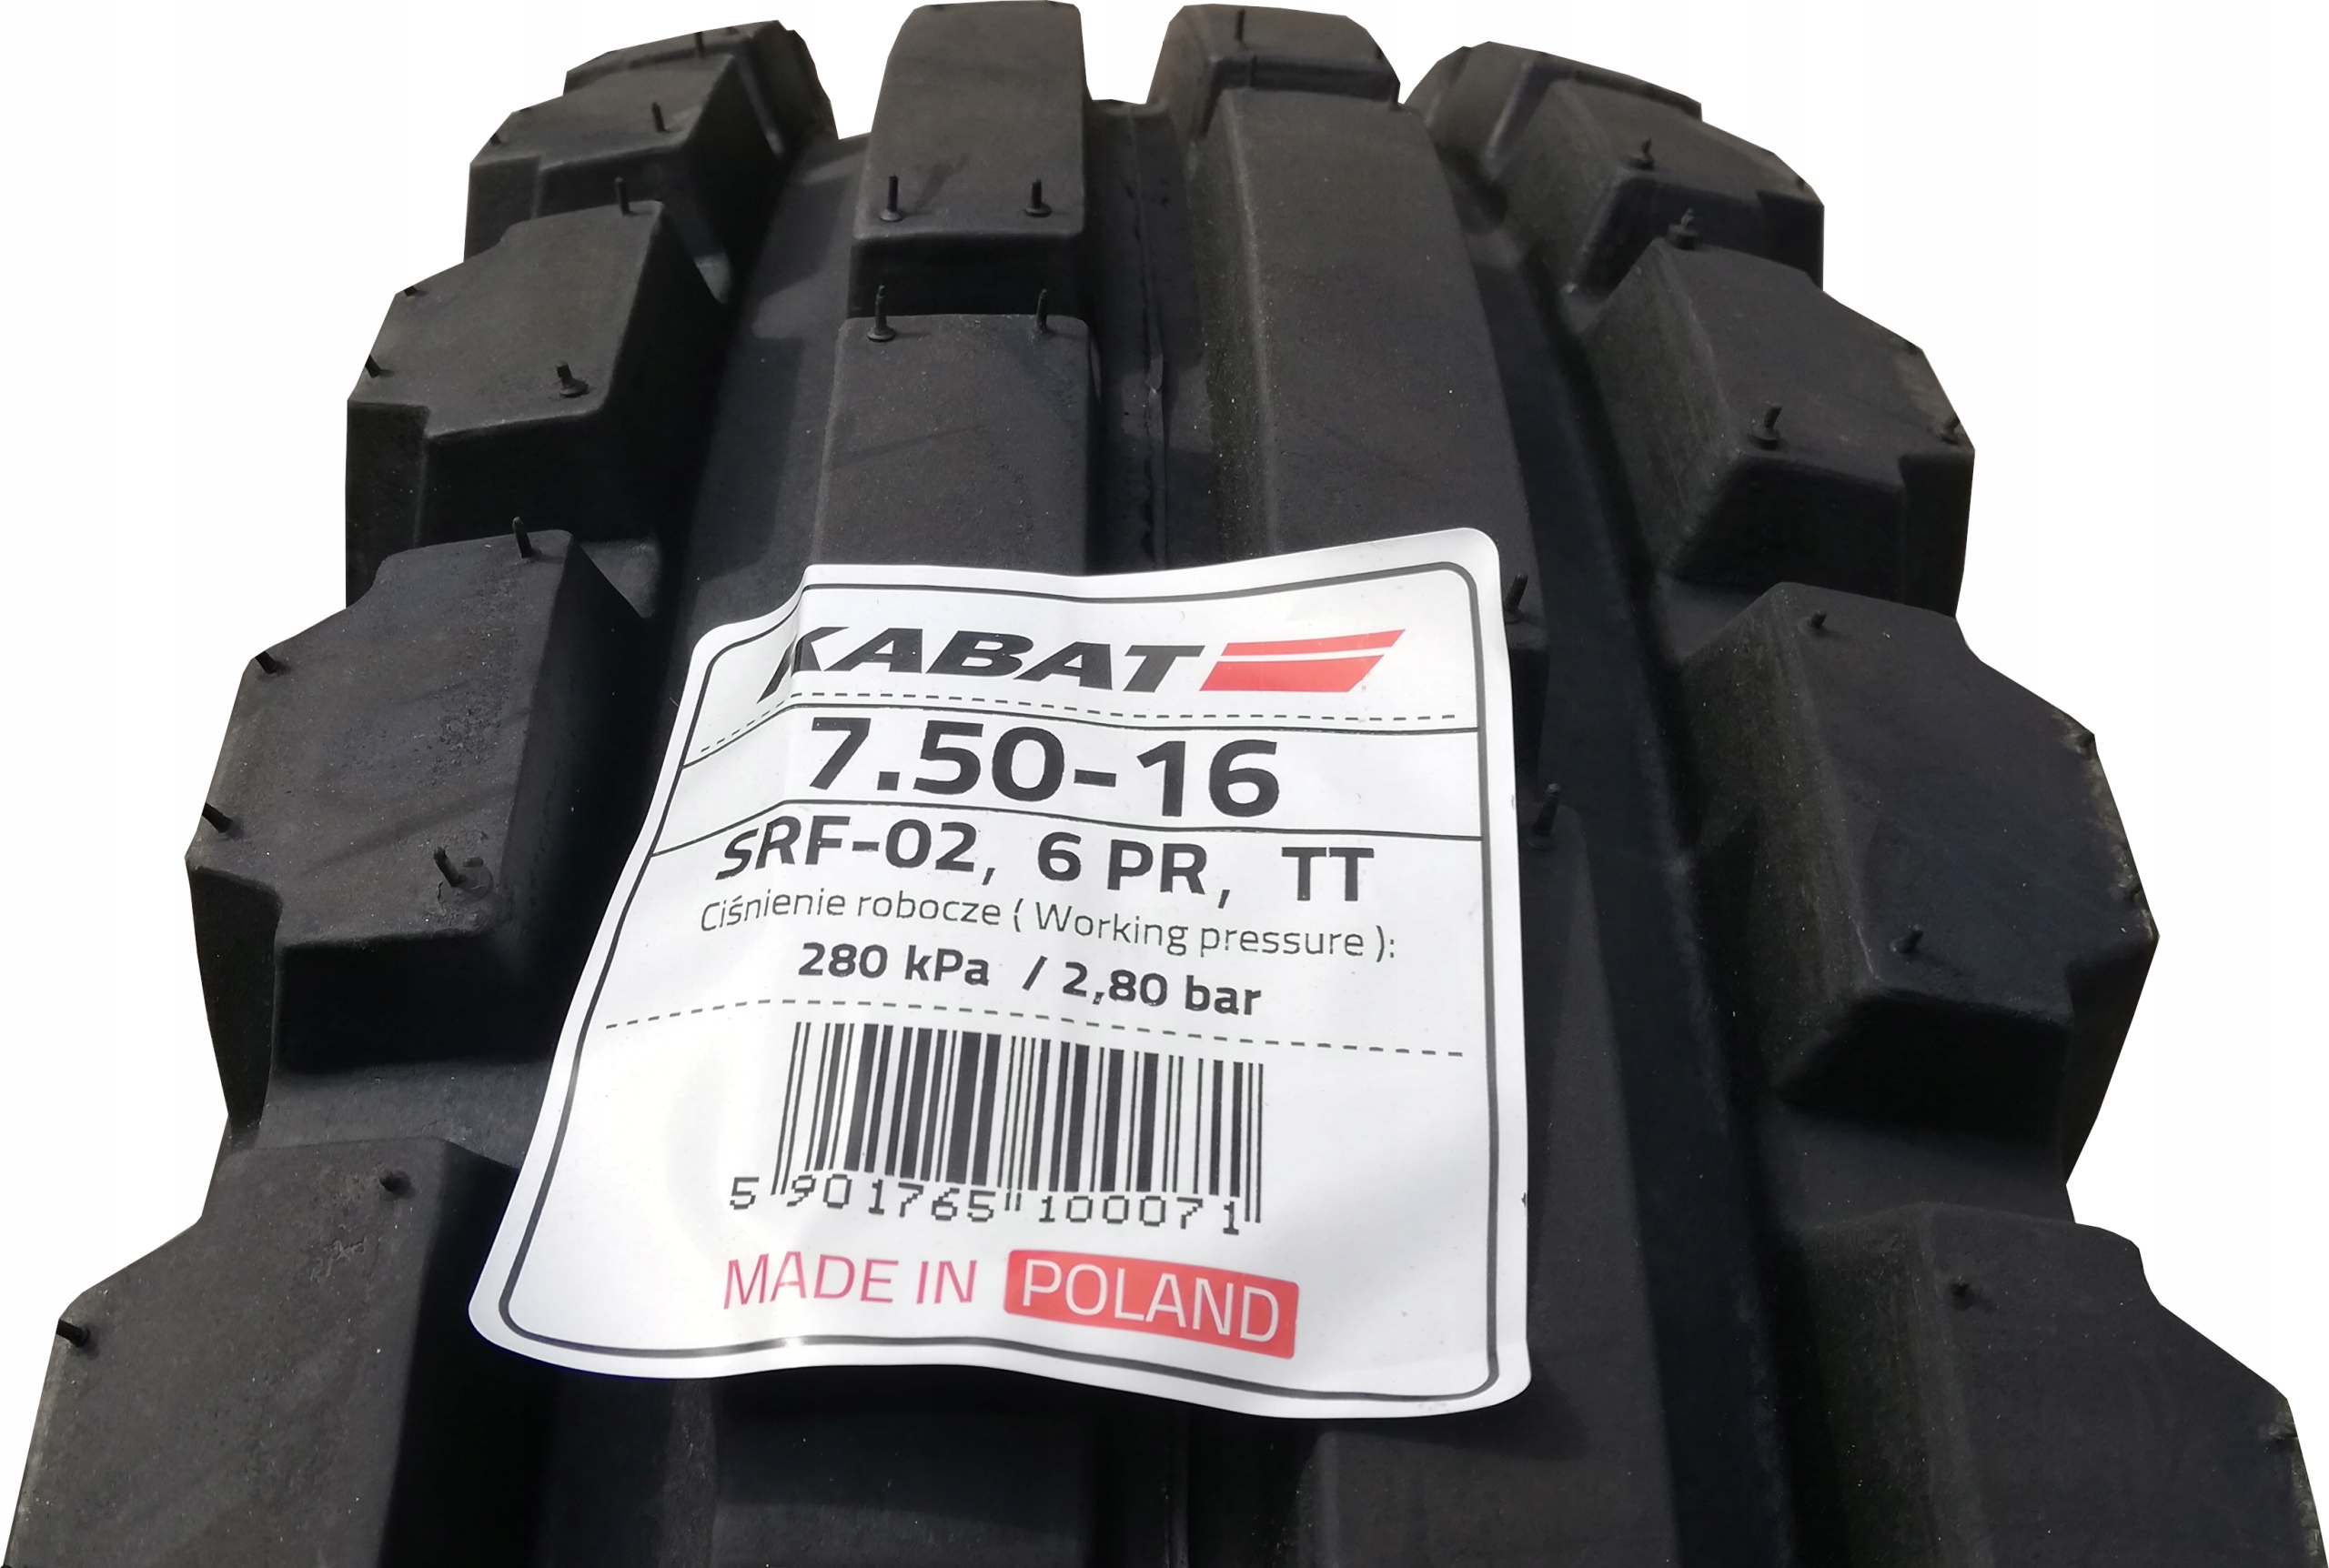 KABAT
7.50-16
SRF-02, 6 PR, TT
Ciśnienie robocze ( Working pressure ):
280 kPa / 2,80 bar
5 901765 100071
MADE IN POLAND